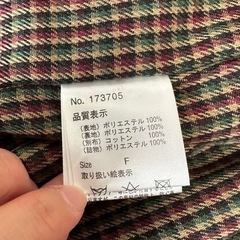 No. 173705
品質表示
(表地) ポリエステル 100%
(裏地) ポリエステル 100%
(別布) コットン 100%
(詰物) ポリエステル 100%
Size F
取り扱い絵表示